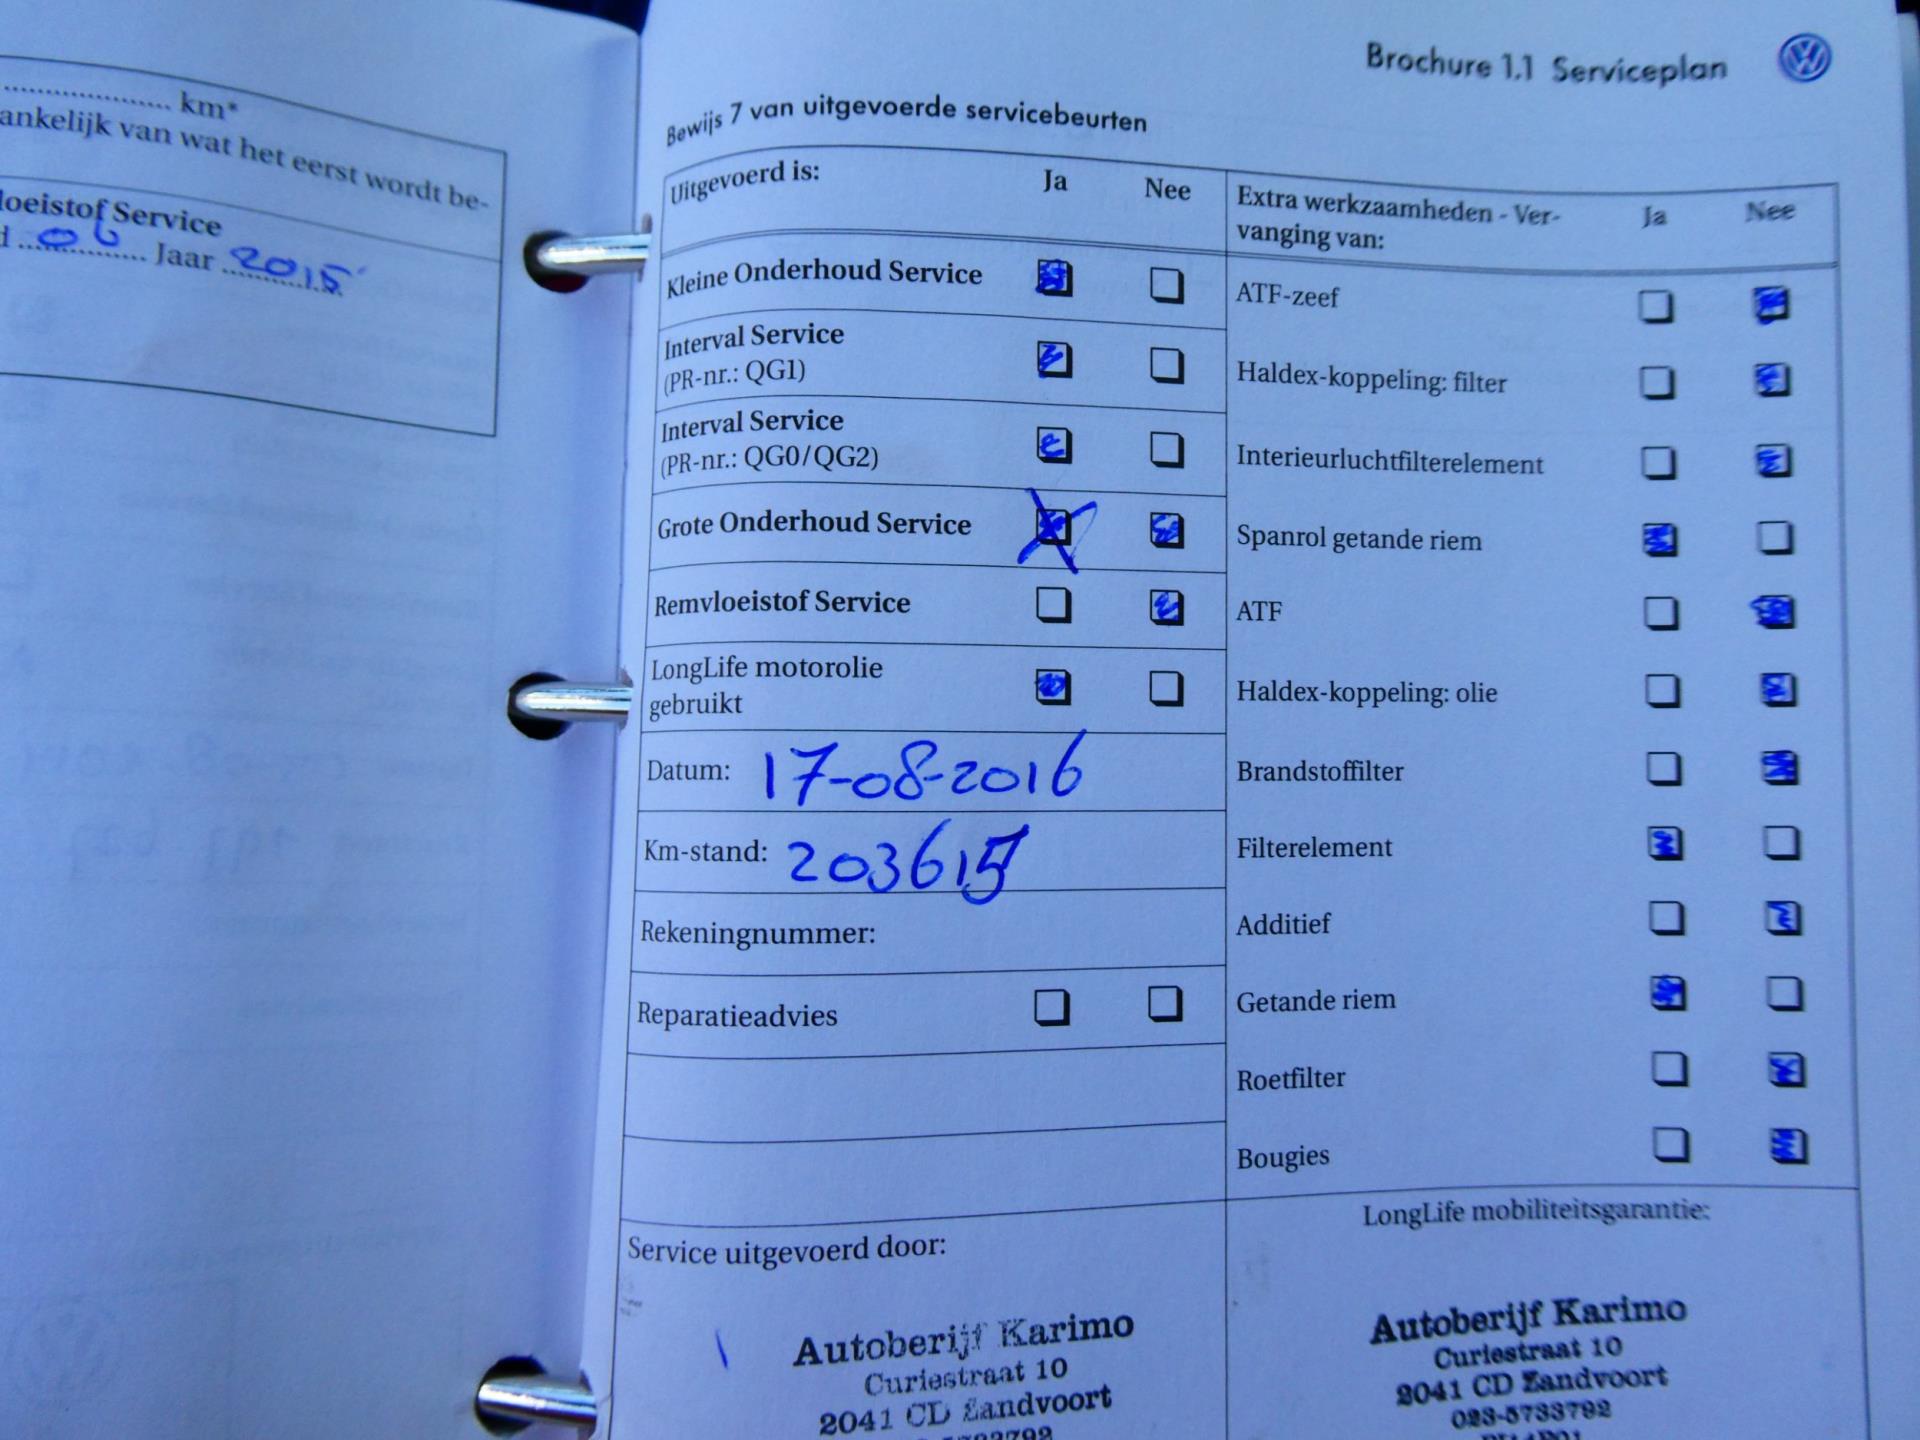 km*
ankelijk van wat het eerst wordt be-
loeistof Service
d 06 Jaar 2015
Brochure 1.1 Serviceplan
Bewijs 7 van uitgevoerde servicebeurten
Uitgevoerd is: Ja Nee
Kleine Onderhoud Service
Interval Service
(PR-nr.: QG1)
Interval Service
(PR-nr.: QG0/QG2)
Grote Onderhoud Service
Remvloeistof Service
LongLife motorolie
gebruikt
Datum: 17-08-2016
Km-stand: 203615
Rekeningnummer:
Reparatieadvies
Extra werkzaamheden - Ver-
vanging van: Ja Nee
ATF-zeef
Haldex-koppeling: filter
Interieurluchtfilterelement
Spanrol getande riem
ATF
Haldex-koppeling: olie
Brandstoffilter
Filterelement
Additief
Getande riem
Roetfilter
Bougies
Service uitgevoerd door:
Autoberijf Karimo
Curiestraat 10
2041 CD Zandvoort
LongLife mobiliteitsgarantie:
Autoberijf Karimo
Curiestraat 10
2041 CD Zandvoort
023-5733792